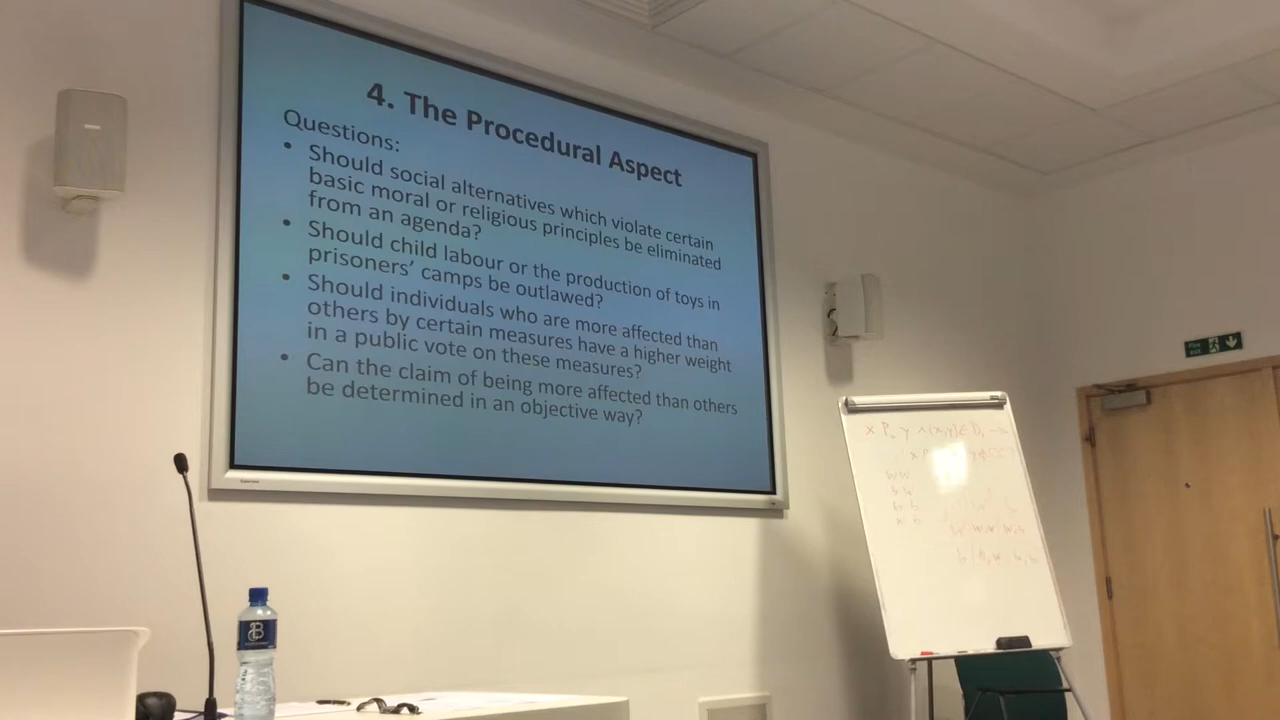 4. The Procedural Aspect
Questions:
• Should social alternatives which violate certain
basic moral or religious principles be eliminated
from an agenda?
• Should child labour or the production of toys in
prisoners’ camps be outlawed?
• Should individuals who are more affected than
others by certain measures have a higher weight
in a public vote on these measures?
• Can the claim of being more affected than others
be determined in an objective way?